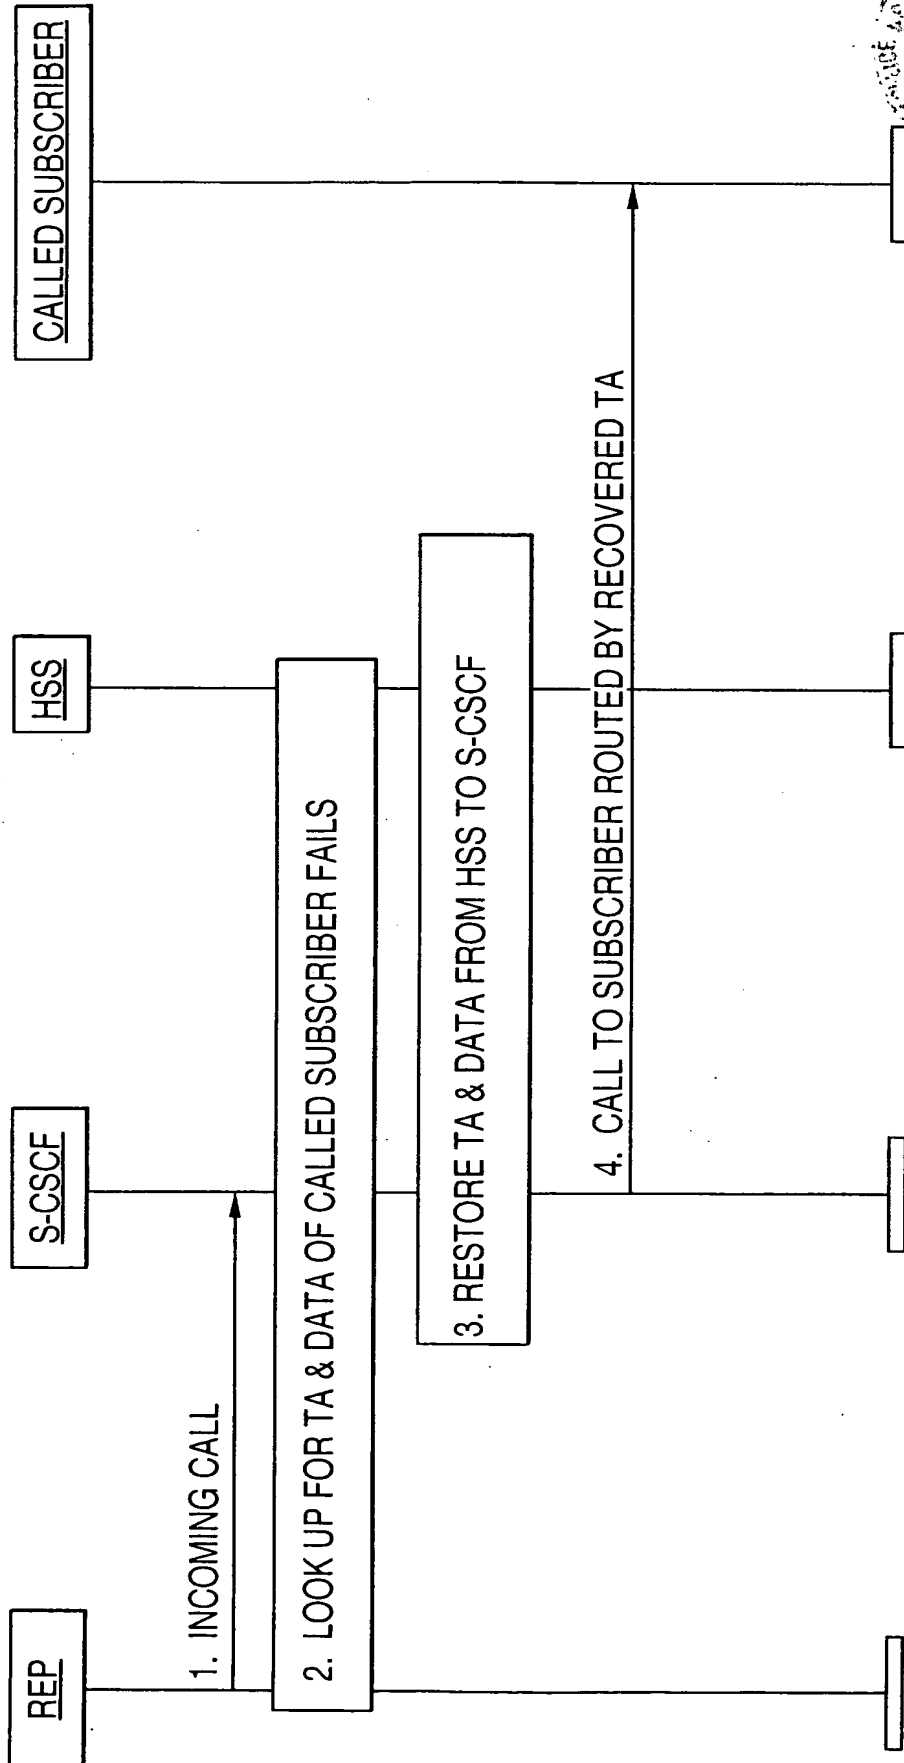 REP
S-CSCF
HSS
CALLED SUBSCRIBER
1. INCOMING CALL
2. LOOK UP FOR TA & DATA OF CALLED SUBSCRIBER FAILS
3. RESTORE TA & DATA FROM HSS TO S-CSCF
4. CALL TO SUBSCRIBER ROUTED BY RECOVERED TA